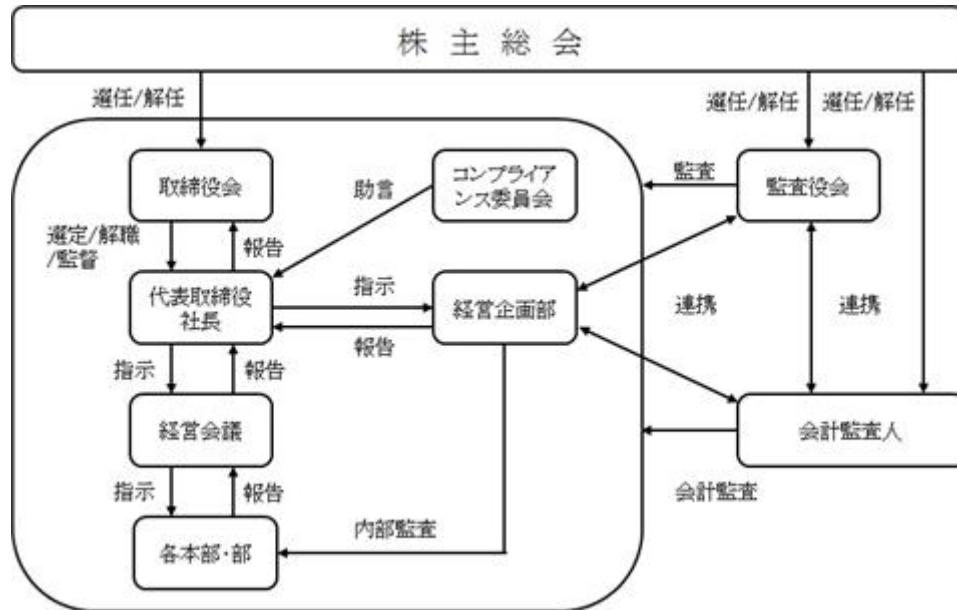 株主総会
選任/解任
選任/解任
選任/解任
取締役会
助言
コンプライア
ンス委員会
監査
監査役会
選定/解職
/監督
報告
代表取締役
社長
指示
報告
経営企画部
連携
連携
指示
報告
経営会議
会計監査人
指示
報告
会計監査
内部監査
各本部・部